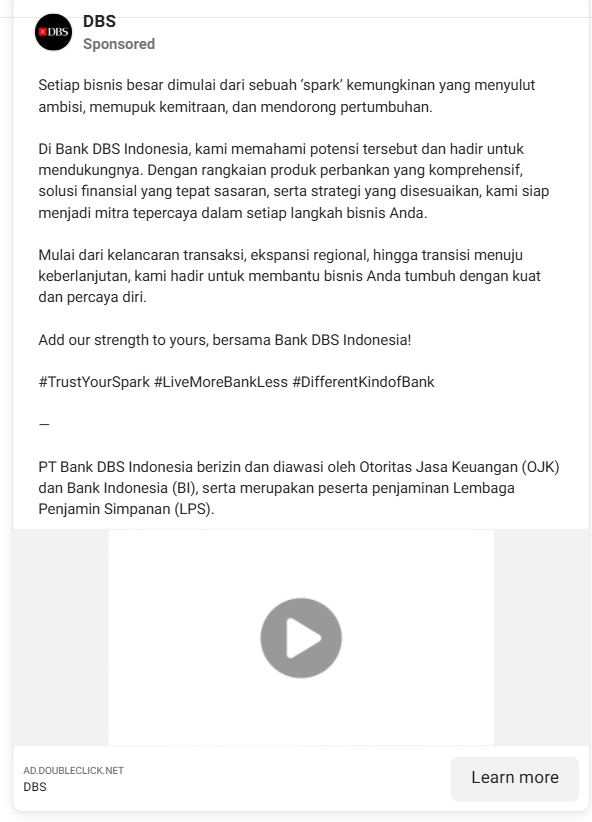 DBS
DBS
Sponsored
Setiap bisnis besar dimulai dari sebuah ‘spark’ kemungkinan yang menyulut
ambisi, memupuk kemitraan, dan mendorong pertumbuhan.
Di Bank DBS Indonesia, kami memahami potensi tersebut dan hadir untuk
mendukungnya. Dengan rangkaian produk perbankan yang komprehensif,
solusi finansial yang tepat sasaran, serta strategi yang disesuaikan, kami siap
menjadi mitra tepercaya dalam setiap langkah bisnis Anda.
Mulai dari kelancaran transaksi, ekspansi regional, hingga transisi menuju
keberlanjutan, kami hadir untuk membantu bisnis Anda tumbuh dengan kuat
dan percaya diri.
Add our strength to yours, bersama Bank DBS Indonesia!
#TrustYourSpark #LiveMoreBankLess #DifferentKindofBank
—
PT Bank DBS Indonesia berizin dan diawasi oleh Otoritas Jasa Keuangan (OJK)
dan Bank Indonesia (BI), serta merupakan peserta penjaminan Lembaga
Penjamin Simpanan (LPS).
AD.DOUBLECLICK.NET
DBS
Learn more